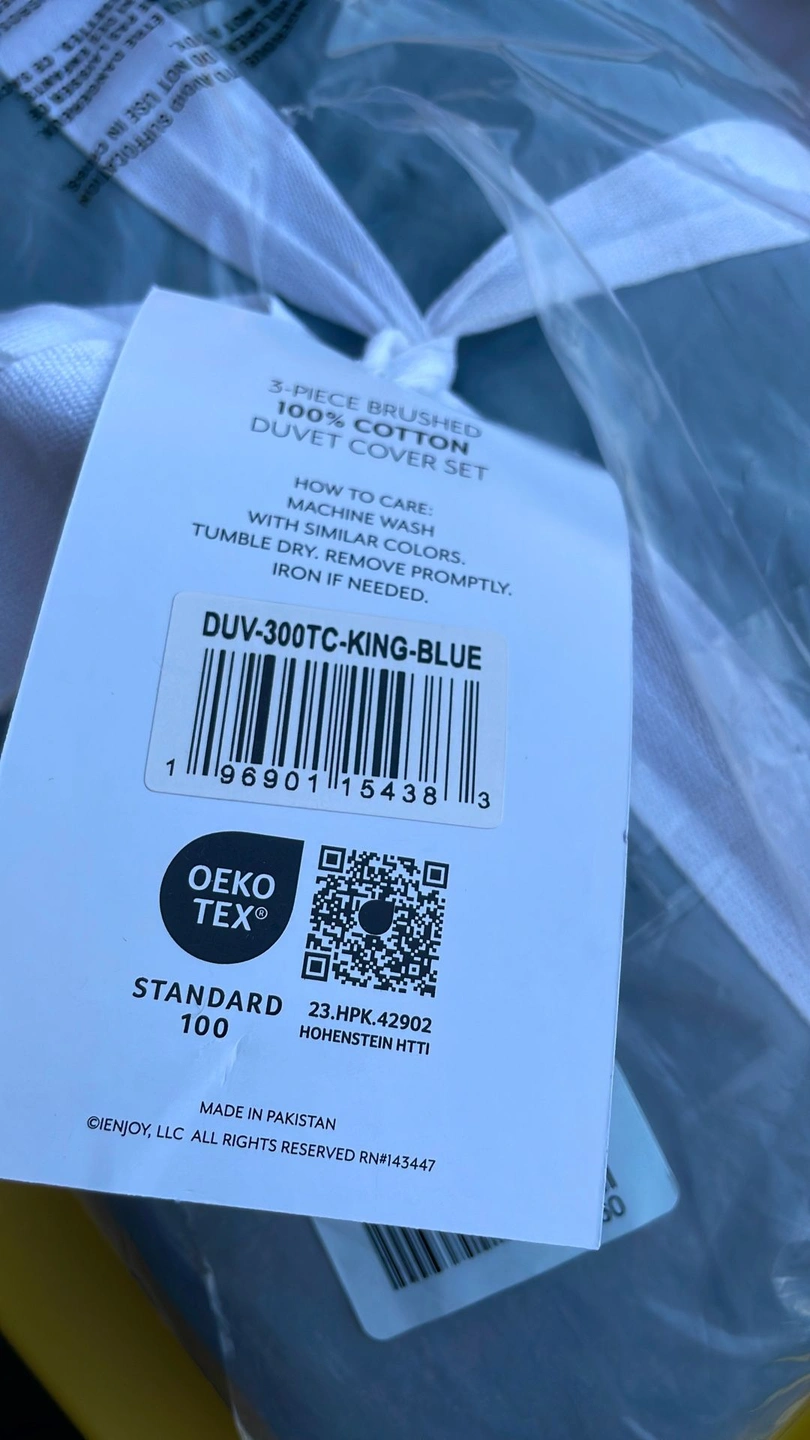 3-PIECE BRUSHED
100% COTTON
DUVET COVER SET
HOW TO CARE:
MACHINE WASH
WITH SIMILAR COLORS.
TUMBLE DRY. REMOVE PROMPTLY.
IRON IF NEEDED.
DUV-300TC-KING-BLUE
1 96901 15438 3
OEKO
TEX®
STANDARD
100
23.HPK.42902
HOHENSTEIN HTTI
MADE IN PAKISTAN
©IENJOY, LLC ALL RIGHTS RESERVED RN#143447